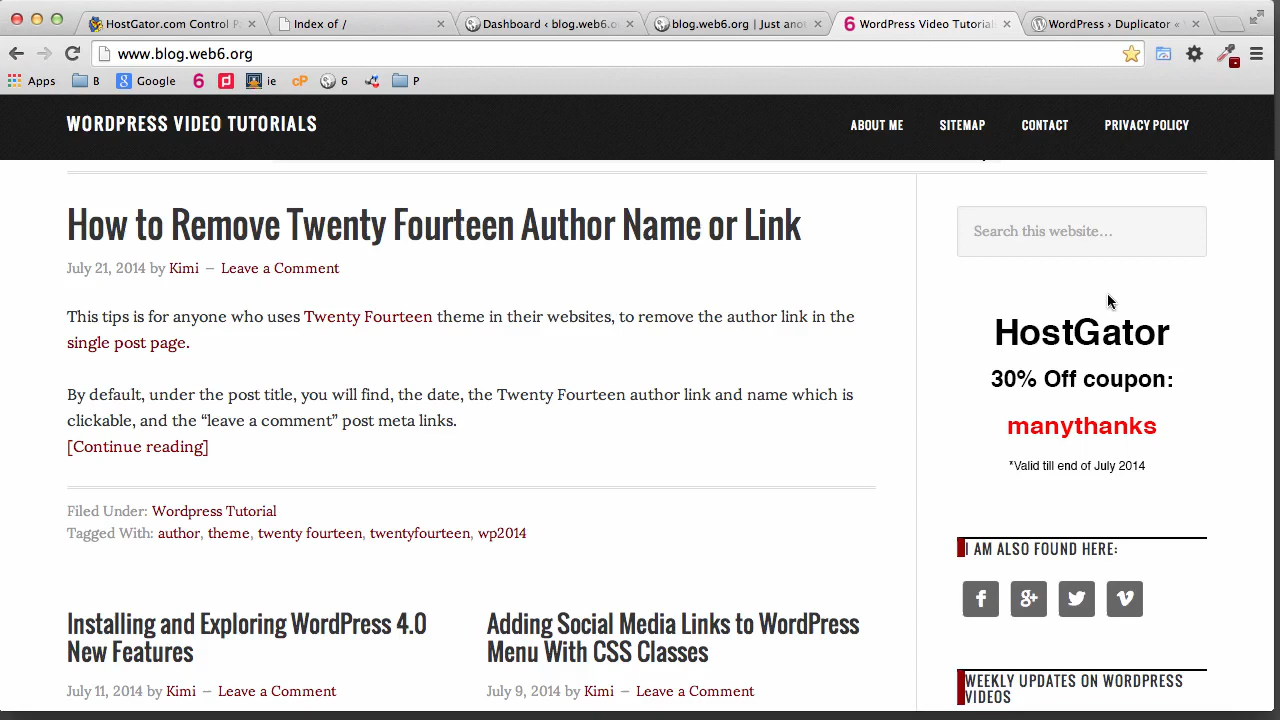 HostGator.com Control P
Index of /
Dashboard ‹ blog.web6.o
blog.web6.org | Just anot
6 WordPress Video Tutorial
WordPress › Duplicator «
www.blog.web6.org
Apps
B
Google
6
ie
cP
6
P
WORDPRESS VIDEO TUTORIALS
ABOUT ME
SITEMAP
CONTACT
PRIVACY POLICY
How to Remove Twenty Fourteen Author Name or Link
July 21, 2014 by Kimi — Leave a Comment
This tips is for anyone who uses Twenty Fourteen theme in their websites, to remove the author link in the
single post page.
By default, under the post title, you will find, the date, the Twenty Fourteen author link and name which is
clickable, and the “leave a comment” post meta links.
[Continue reading]
Filed Under: Wordpress Tutorial
Tagged With: author, theme, twenty fourteen, twentyfourteen, wp2014
Installing and Exploring WordPress 4.0
New Features
July 11, 2014 by Kimi — Leave a Comment
Adding Social Media Links to WordPress
Menu With CSS Classes
July 9, 2014 by Kimi — Leave a Comment
Search this website…
HostGator
30% Off coupon:
manythanks
*Valid till end of July 2014
I AM ALSO FOUND HERE:
WEEKLY UPDATES ON WORDPRESS
VIDEOS